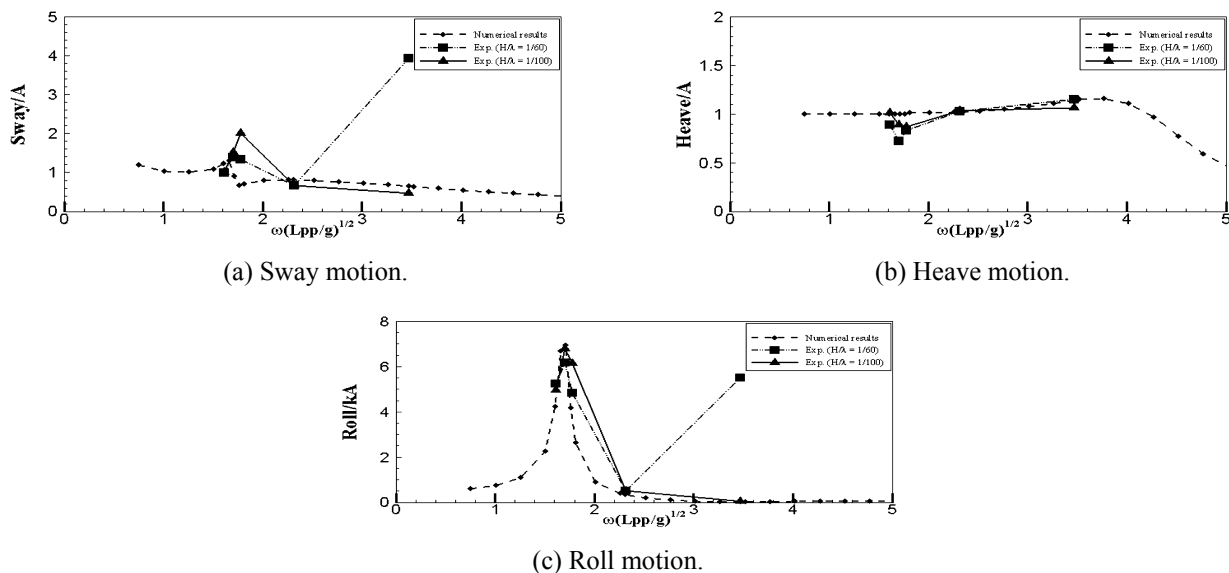 5
4
3
2
1
0
0 1 2 3 4 5
Sway/A
ω(Lpp/g)1/2
Numerical results
Exp. (H/λ = 1/60)
Exp. (H/λ = 1/100)
(a) Sway motion.
2
1.5
1
0.5
0
0 1 2 3 4 5
Heave/A
ω(Lpp/g)1/2
Numerical results
Exp. (H/λ = 1/60)
Exp. (H/λ = 1/100)
(b) Heave motion.
8
6
4
2
0
0 1 2 3 4 5
Roll/kA
ω(Lpp/g)1/2
Numerical results
Exp. (H/λ = 1/60)
Exp. (H/λ = 1/100)
(c) Roll motion.